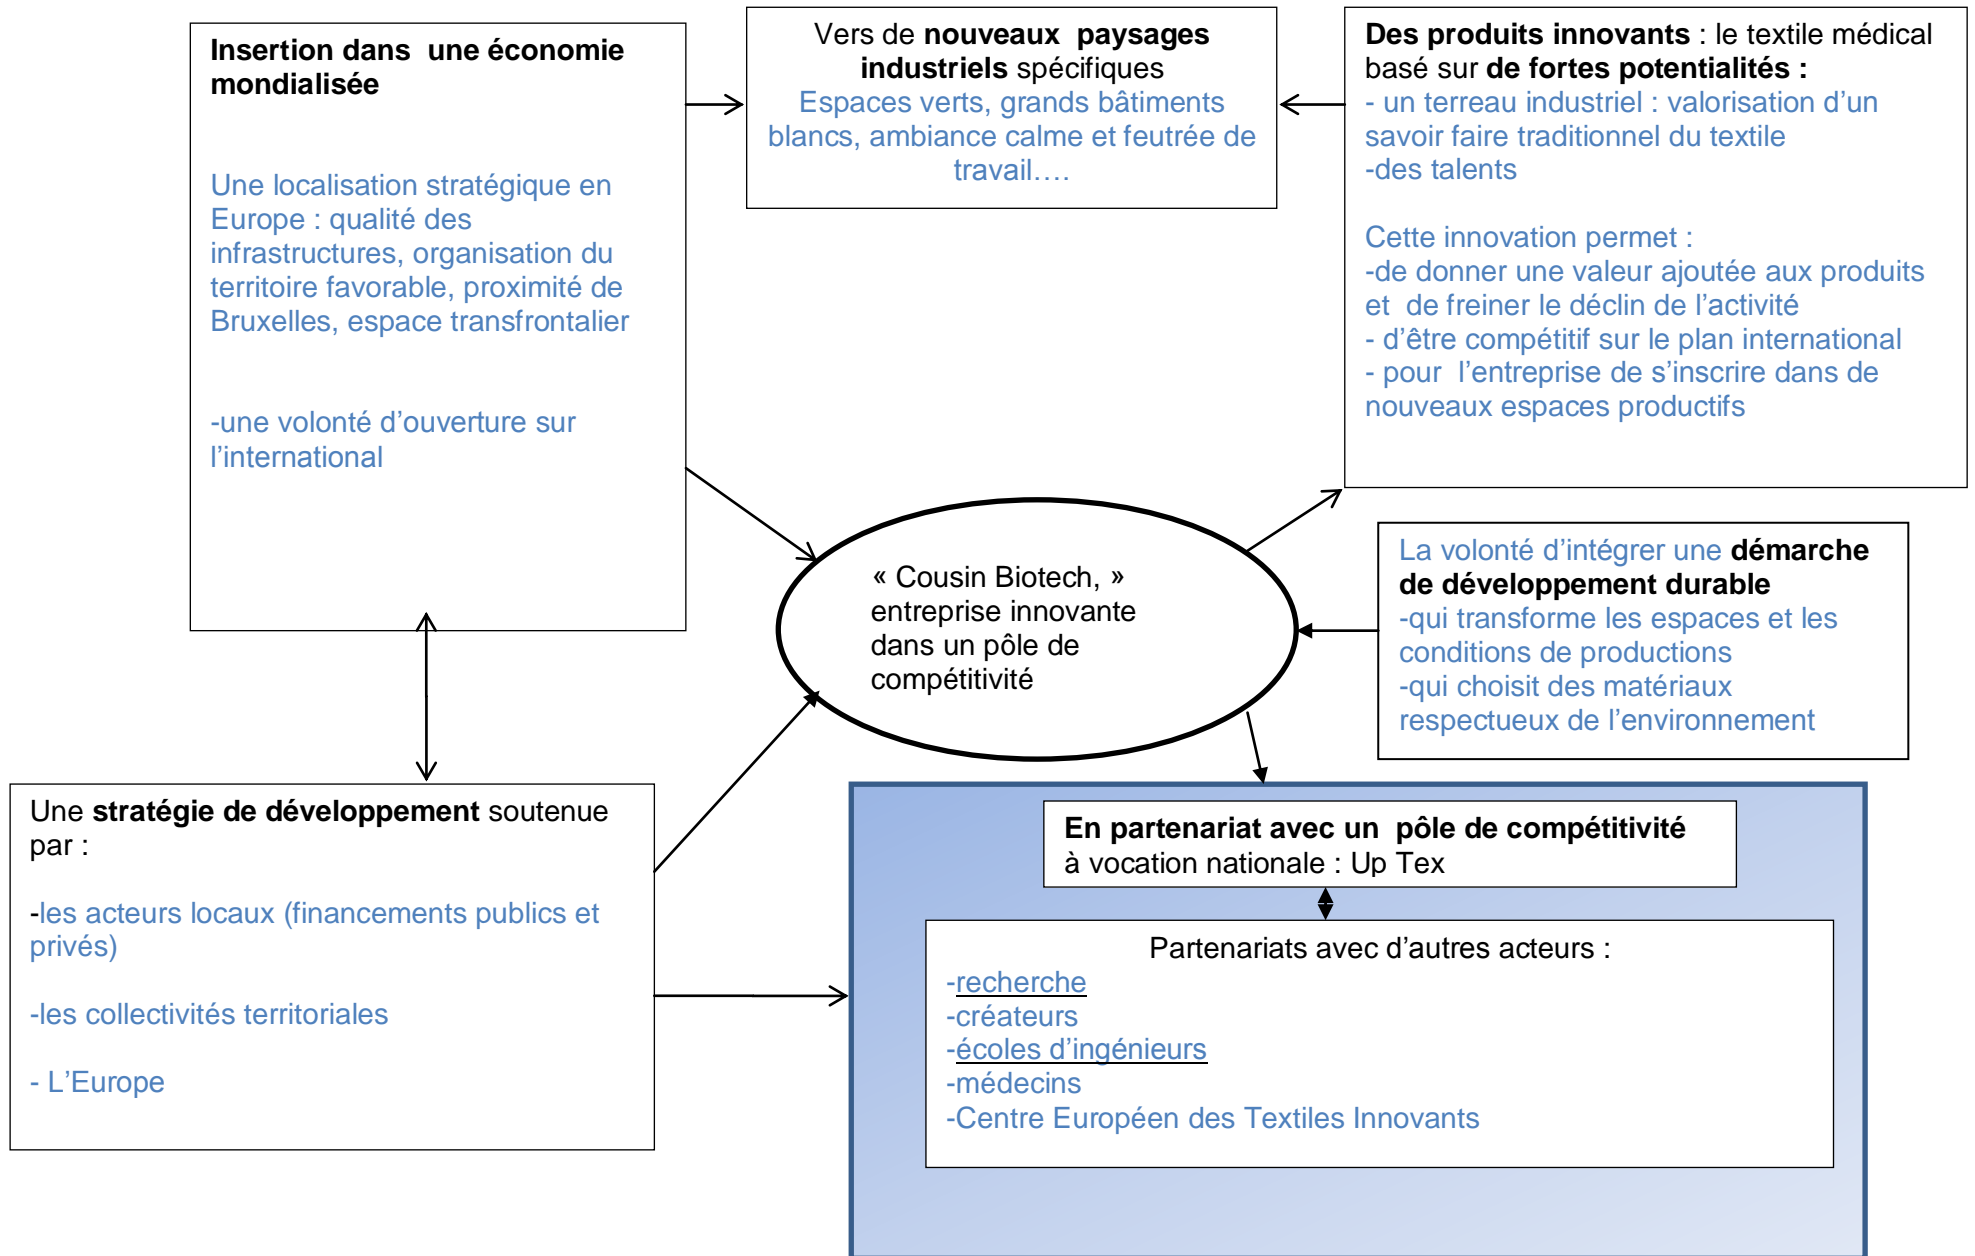 Insertion dans  une économie
mondialisée
Une localisation stratégique en
Europe : qualité des
infrastructures, organisation du
territoire favorable, proximité de
Bruxelles, espace transfrontalier
-une volonté d’ouverture sur
l’international
Vers de nouveaux  paysages
industriels spécifiques
Espaces verts, grands bâtiments
blancs, ambiance calme et feutrée de
travail….
Des produits innovants : le textile médical
basé sur de fortes potentialités :
- un terreau industriel : valorisation d’un
savoir faire traditionnel du textile
-des talents
Cette innovation permet :
-de donner une valeur ajoutée aux produits
et  de freiner le déclin de l’activité
- d’être compétitif sur le plan international
- pour  l’entreprise de s’inscrire dans de
nouveaux espaces productifs
« Cousin Biotech, »
entreprise innovante
dans un pôle de
compétitivité
La volonté d’intégrer une démarche
de développement durable
-qui transforme les espaces et les
conditions de productions
-qui choisit des matériaux
respectueux de l’environnement
Une stratégie de développement soutenue
par :
-les acteurs locaux (financements publics et
privés)
-les collectivités territoriales
- L’Europe
En partenariat avec un  pôle de compétitivité
à vocation nationale : Up Tex
Partenariats avec d’autres acteurs :
-recherche
-créateurs
-écoles d’ingénieurs
-médecins
-Centre Européen des Textiles Innovants